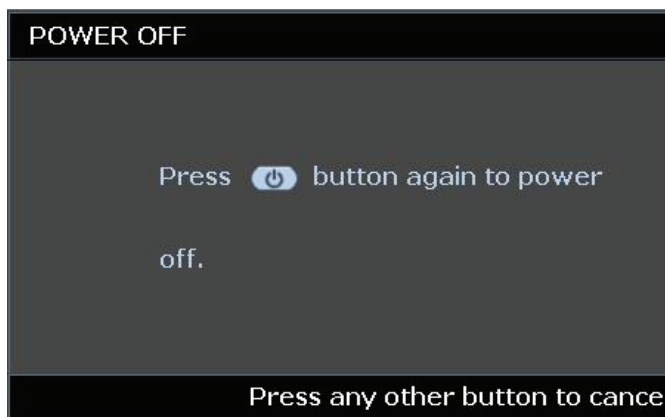 POWER OFF
Press button again to power
off.
Press any other button to cance